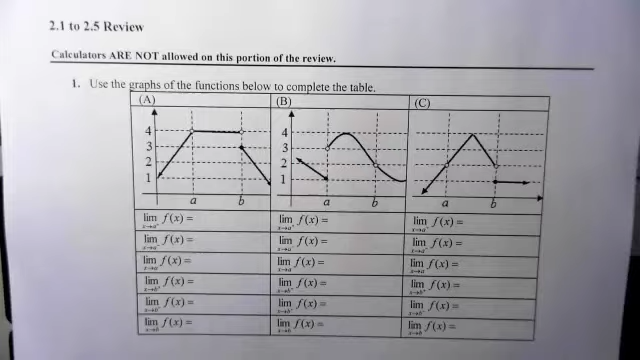 2.1 to 2.5 Review
Calculators ARE NOT allowed on this portion of the review.
1. Use the graphs of the functions below to complete the table.
(A) (B) (C)
4 4
3 3
2 2
1 1
a b a b a b
lim f(x) = lim f(x) = lim f(x) =
lim f(x) = lim f(x) = lim f(x) =
lim f(x) = lim f(x) = lim f(x) =
x→a x→a x→a
lim f(x) = lim f(x) = lim f(x) =
lim f(x) = lim f(x) = lim f(x) =
lim f(x) = lim f(x) = lim f(x) =
x→b x→b x→b